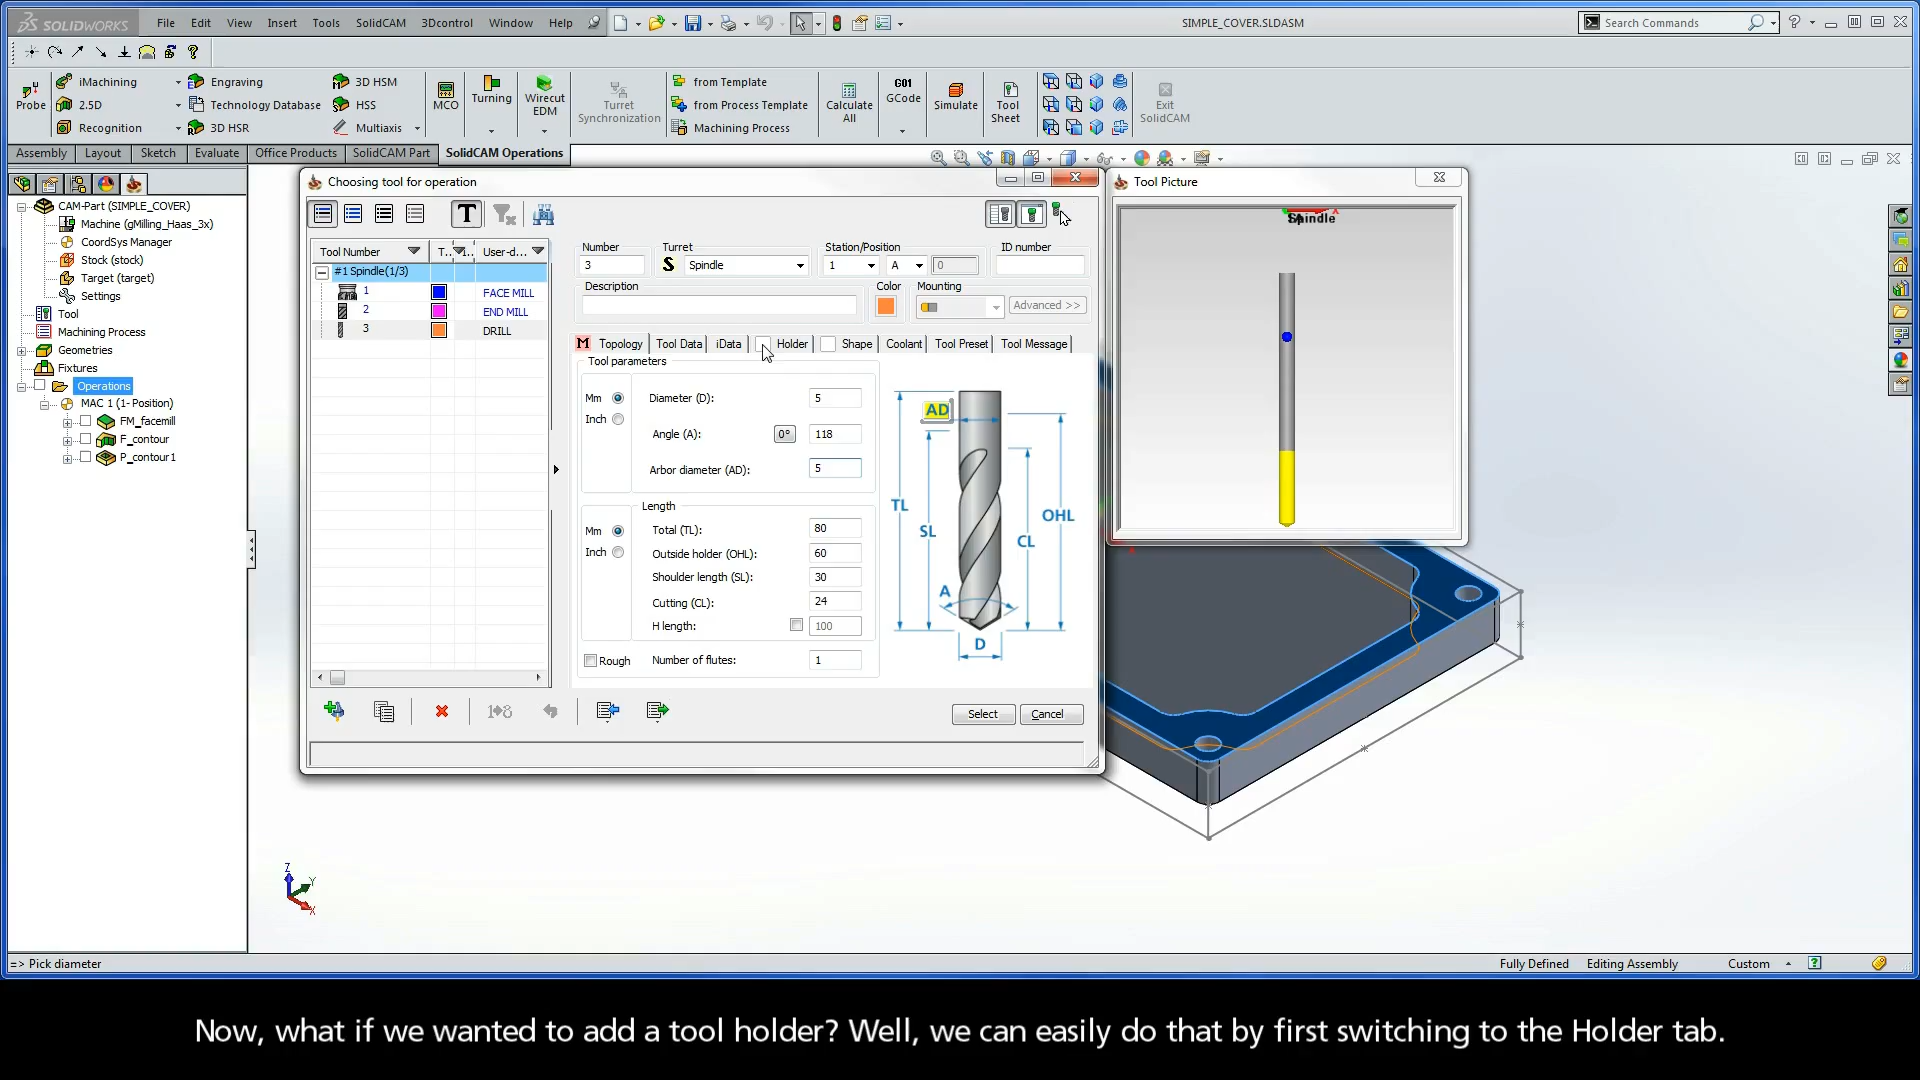 SOLIDWORKS File Edit View Insert Tools SolidCAM 3Dcontrol Window Help SIMPLE_COVER.SLDASM Search Commands
Probe iMachining 2.5D Recognition Engraving Technology Database 3D HSR 3D HSM HSS Multiaxis MCO Turning Wirecut EDM Turret Synchronization from Template from Process Template Machining Process Calculate All G01 GCode Simulate Tool Sheet Exit SolidCAM
Assembly Layout Sketch Evaluate Office Products SolidCAM Part SolidCAM Operations
CAM-Part (SIMPLE_COVER)
Machine (gMilling_Haas_3x)
CoordSys Manager
Stock (stock)
Target (target)
Settings
Tool
Machining Process
Geometries
Fixtures
Operations
MAC 1 (1- Position)
FM_facemill
F_contour
P_contour1
Choosing tool for operation
T
Tool Number T... User-d...
#1 Spindle(1/3)
1 FACE MILL
2 END MILL
3 DRILL
Number Turret Station/Position ID number
3 S Spindle 1 A 0
Description Color Mounting
Advanced >>
M Topology Tool Data iData Holder Shape Coolant Tool Preset Tool Message
Tool parameters
Mm Diameter (D): 5
Inch
Angle (A): 0° 118
Arbor diameter (AD): 5
Length
Mm Total (TL): 80
Inch Outside holder (OHL): 60
Shoulder length (SL): 30
Cutting (CL): 24
H length: 100
Rough Number of flutes: 1
AD
TL
SL
OHL
CL
A
D
Select Cancel
Tool Picture
Spindle
Z
Y
X
=> Pick diameter Fully Defined Editing Assembly Custom
Now, what if we wanted to add a tool holder? Well, we can easily do that by first switching to the Holder tab.